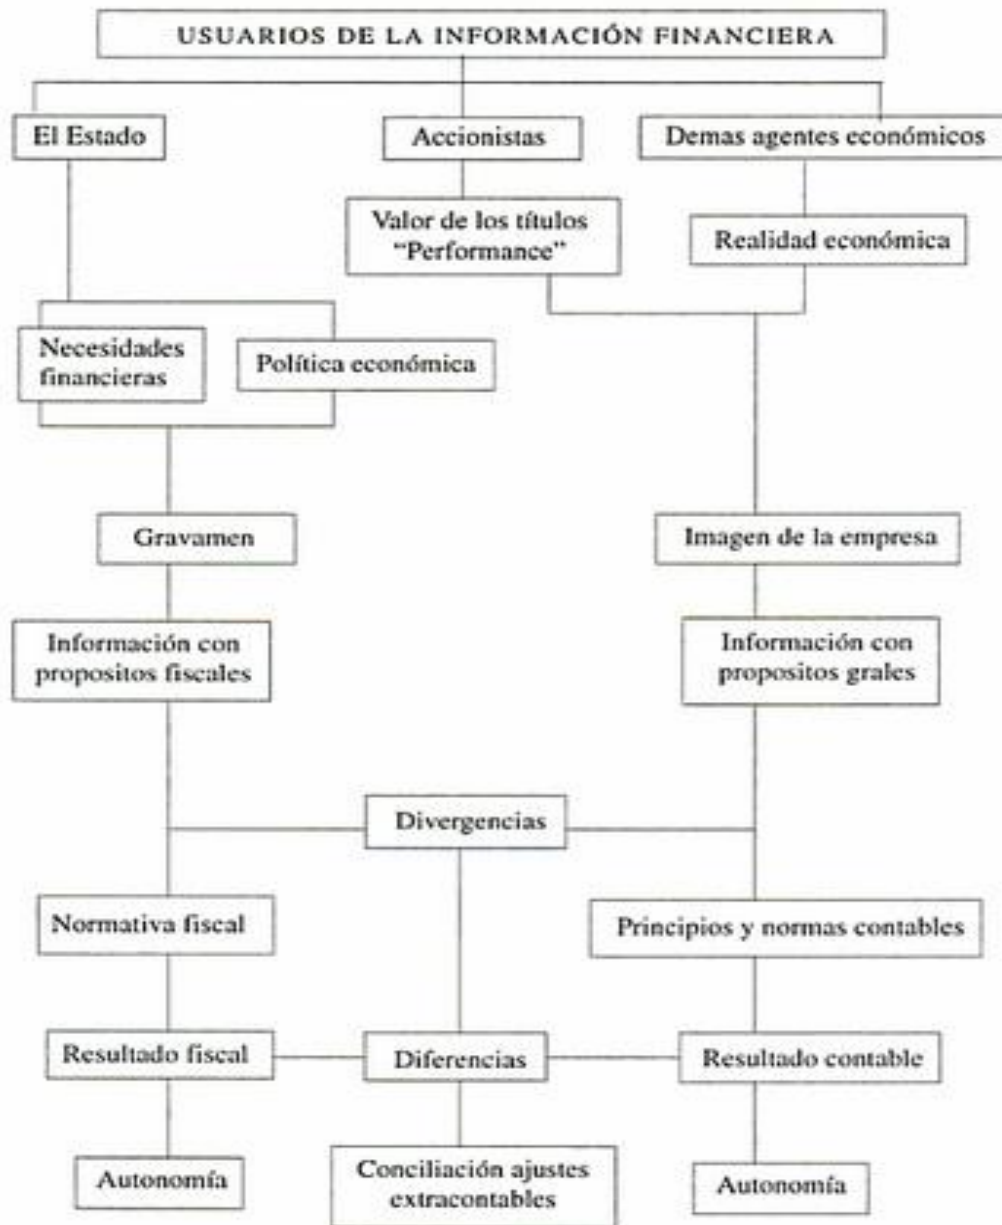 USUARIOS DE LA INFORMACIÓN FINANCIERA
El Estado
Accionistas
Demas agentes económicos
Valor de los títulos
“Performance”
Realidad económica
Necesidades
financieras
Política económica
Gravamen
Imagen de la empresa
Información con
propositos fiscales
Información con
propositos grales
Divergencias
Normativa fiscal
Principios y normas contables
Resultado fiscal
Diferencias
Resultado contable
Autonomía
Conciliación ajustes
extracontables
Autonomía